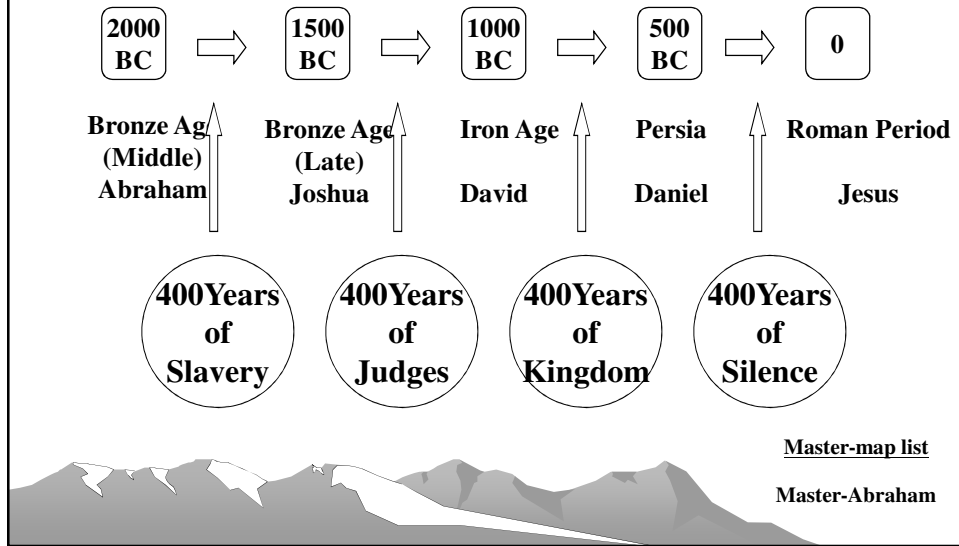 2000
BC
1500
BC
1000
BC
500
BC
0
Bronze Ag
(Middle)
Abraham
Bronze Age
(Late)
Joshua
Iron Age
David
Persia
Daniel
Roman Period
Jesus
400Years
of
Slavery
400Years
of
Judges
400Years
of
Kingdom
400Years
of
Silence
Master-map list
Master-Abraham